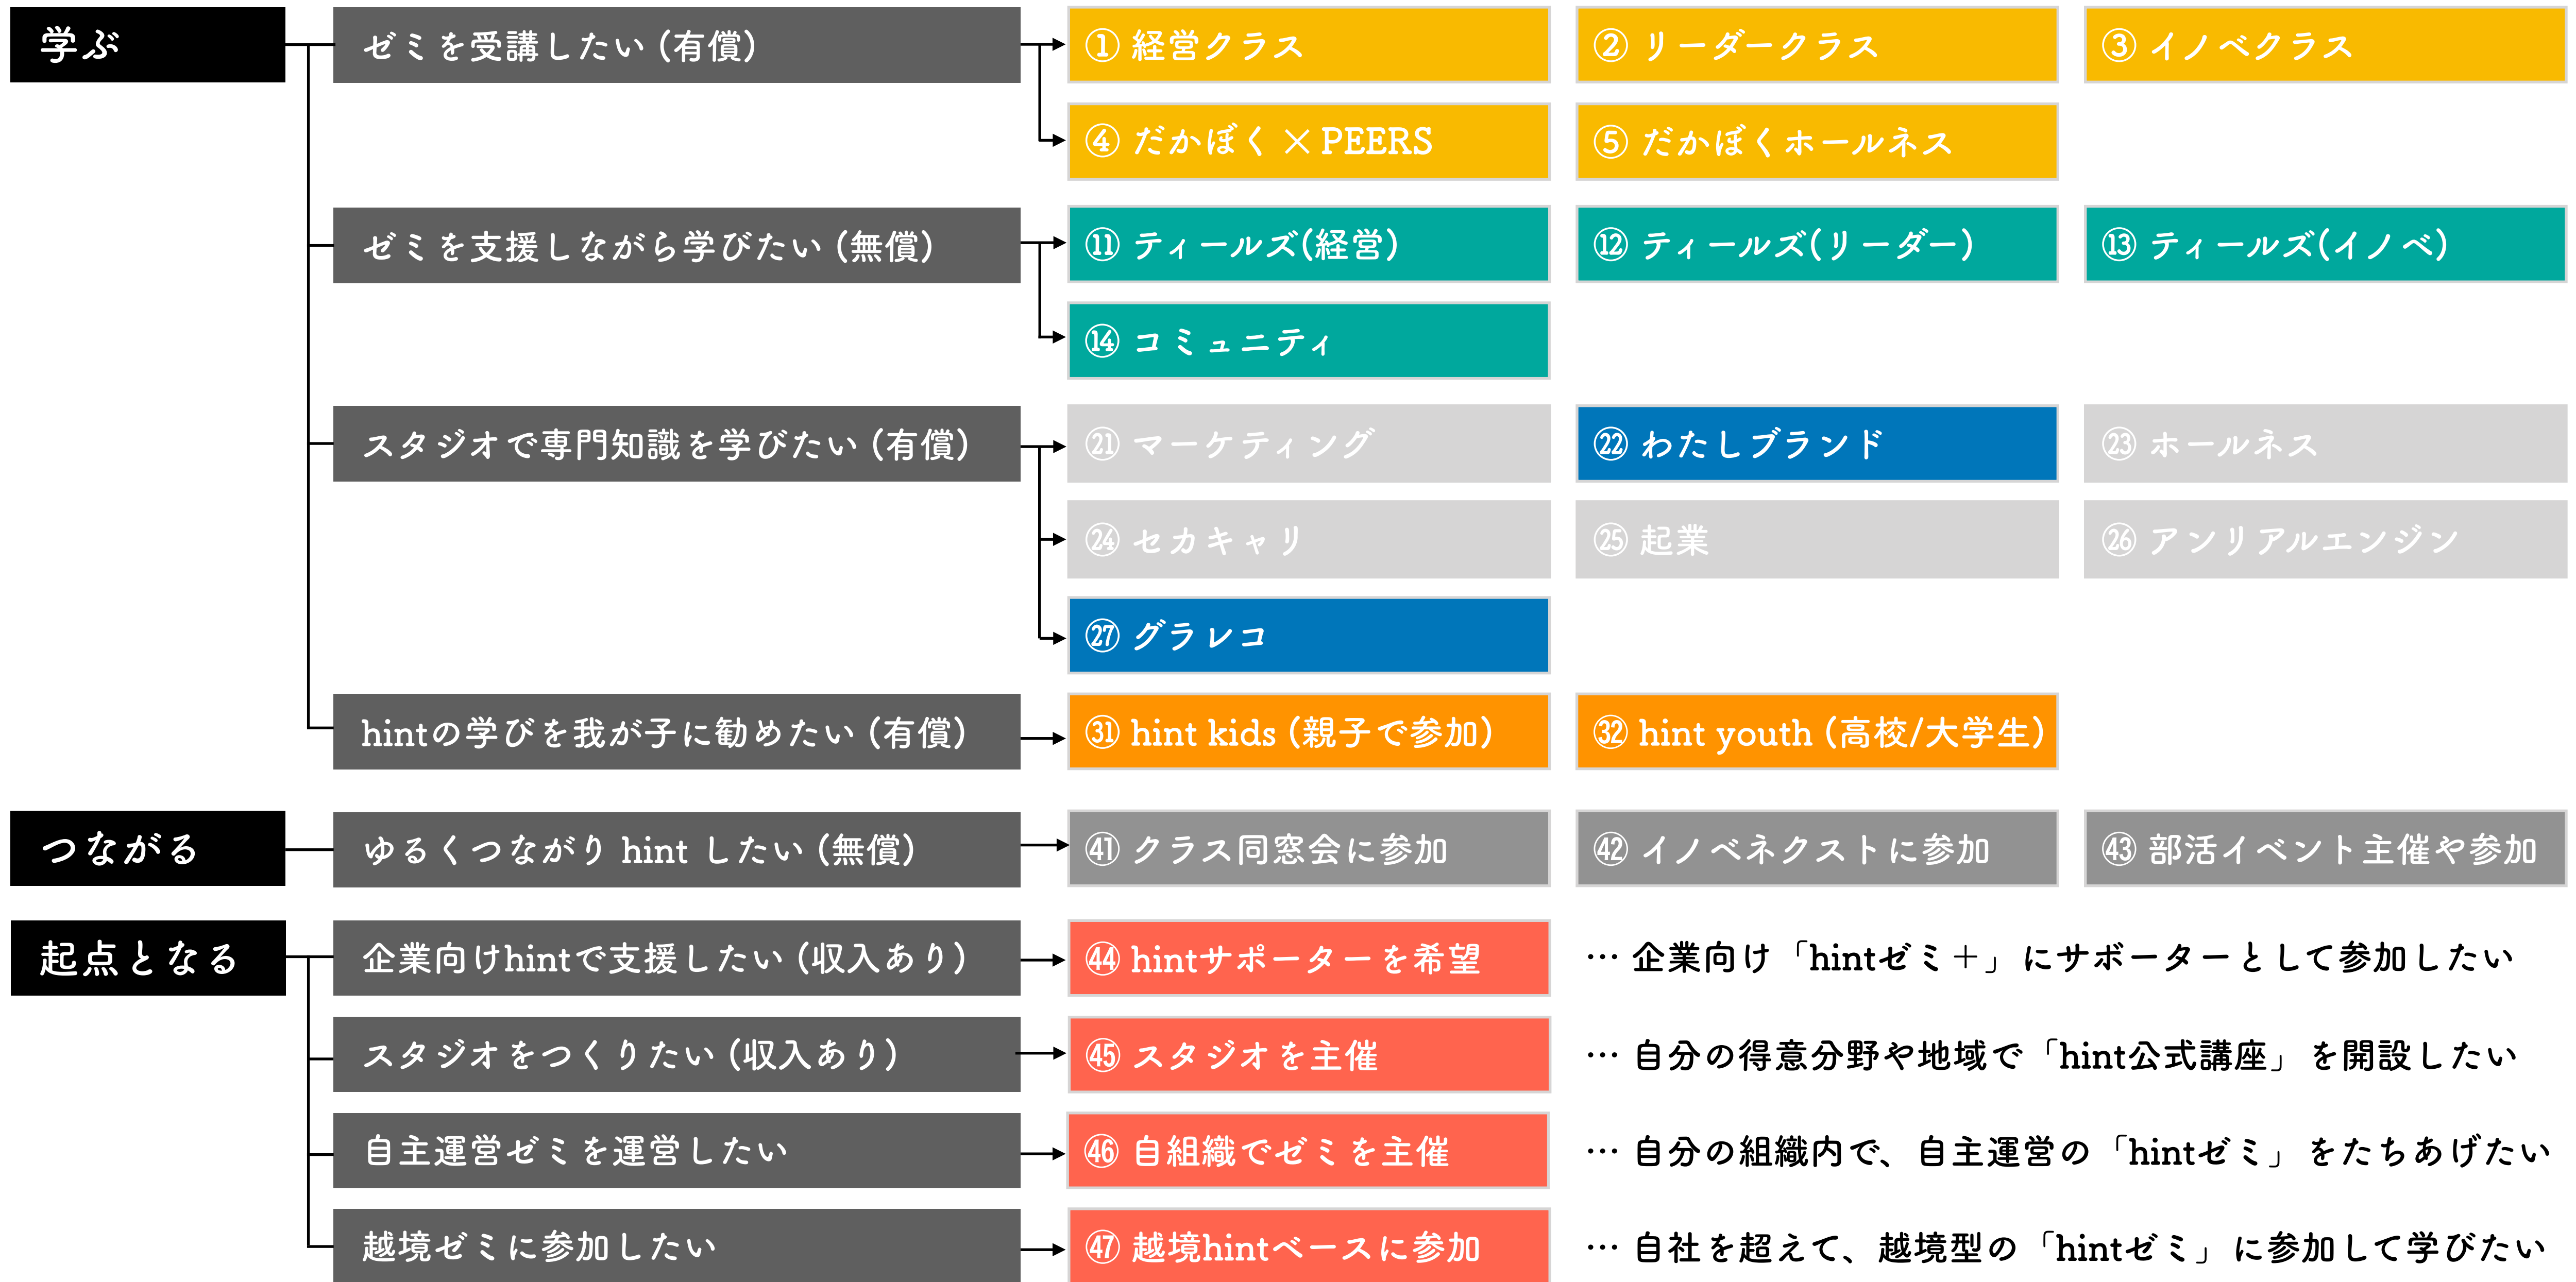 学ぶ
ゼミを受講したい (有償)
① 経営クラス
② リーダークラス
③ イノベクラス
④ だかぼく × PEERS
⑤ だかぼくホールネス
ゼミを支援しながら学びたい (無償)
⑪ ティールズ(経営)
⑫ ティールズ(リーダー)
⑬ ティールズ(イノベ)
⑭ コミュニティ
スタジオで専門知識を学びたい (有償)
㉑ マーケティング
㉒ わたしブランド
㉓ ホールネス
㉔ セカキャリ
㉕ 起業
㉖ アンリアルエンジン
㉗ グラレコ
hintの学びを我が子に勧めたい (有償)
㉛ hint kids (親子で参加)
㉜ hint youth (高校/大学生)
つながる
ゆるくつながり hint したい (無償)
㊶ クラス同窓会に参加
㊷ イノベネクストに参加
㊸ 部活イベント主催や参加
起点となる
企業向けhintで支援したい (収入あり)
㊹ hintサポーターを希望
… 企業向け「hintゼミ＋」にサポーターとして参加したい
スタジオをつくりたい (収入あり)
㊺ スタジオを主催
… 自分の得意分野や地域で「hint公式講座」を開設したい
自主運営ゼミを運営したい
㊻ 自組織でゼミを主催
… 自分の組織内で、自主運営の「hintゼミ」をたちあげたい
越境ゼミに参加したい
㊼ 越境hintベースに参加
… 自社を超えて、越境型の「hintゼミ」に参加して学びたい